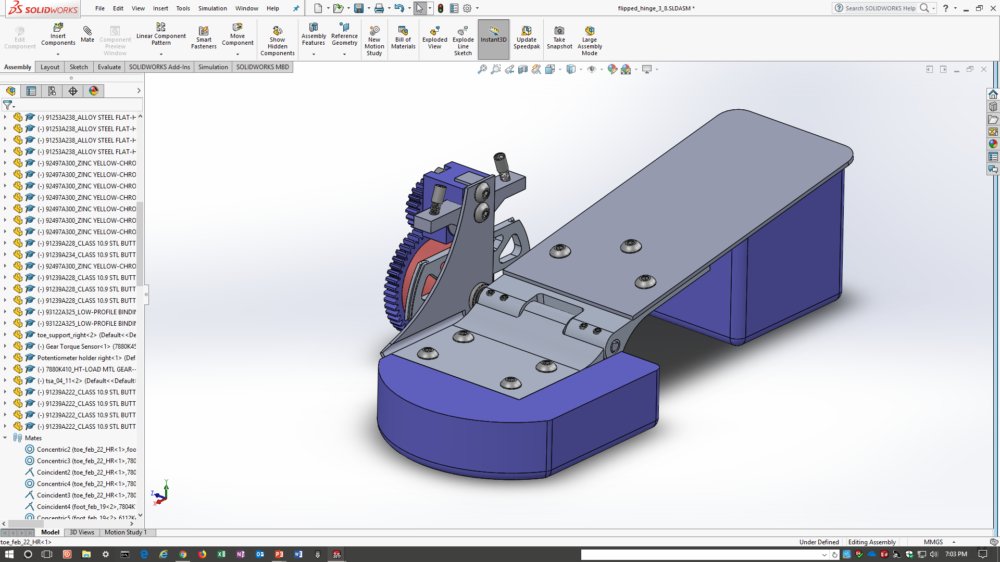 SOLIDWORKS
File Edit View Insert Tools Simulation Window Help
flipped_hinge_3_8.SLDASM *
Search SOLIDWORKS Help
Edit Component
Insert Components
Mate
Component Preview Window
Linear Component Pattern
Smart Fasteners
Move Component
Show Hidden Components
Assembly Features
Reference Geometry
New Motion Study
Bill of Materials
Exploded View
Explode Line Sketch
Instant3D
Update Speedpak
Take Snapshot
Large Assembly Mode
Assembly Layout Sketch Evaluate SOLIDWORKS Add-Ins Simulation SOLIDWORKS MBD
(-) 91253A238_ALLOY STEEL FLAT-H
(-) 91253A238_ALLOY STEEL FLAT-H
(-) 91253A238_ALLOY STEEL FLAT-H
(-) 91253A238_ALLOY STEEL FLAT-H
(-) 92497A300_ZINC YELLOW-CHRO
(-) 92497A300_ZINC YELLOW-CHRO
(-) 92497A300_ZINC YELLOW-CHRO
(-) 92497A300_ZINC YELLOW-CHRO
(-) 92497A300_ZINC YELLOW-CHRO
(-) 92497A300_ZINC YELLOW-CHRO
(-) 92497A300_ZINC YELLOW-CHRO
(-) 91239A228_CLASS 10.9 STL BUTT
(-) 91239A234_CLASS 10.9 STL BUTT
(-) 92497A300_ZINC YELLOW-CHRO
(-) 91239A228_CLASS 10.9 STL BUTT
(-) 91239A228_CLASS 10.9 STL BUTT
(-) 91239A228_CLASS 10.9 STL BUTT
(-) 93122A325_LOW-PROFILE BINDIN
(-) 93122A325_LOW-PROFILE BINDIN
toe_support_right<2> (Default<<De
(-) Gear Torque Sensor<1> (7880K45
Potentiometer holder right<1> (Def
(-) 7880K410_HT-LOAD MTL GEAR--
(-) tsa_04_11<2> (Default<<Default
(-) 91239A222_CLASS 10.9 STL BUTT
(-) 91239A222_CLASS 10.9 STL BUTT
(-) 91239A222_CLASS 10.9 STL BUTT
(-) 91239A222_CLASS 10.9 STL BUTT
Mates
Concentric2 (toe_feb_22_HR<1>,foo
Concentric3 (toe_feb_22_HR<1>,780
Coincident2 (toe_feb_22_HR<1>,780
Concentric4 (toe_feb_22_HR<1>,780
Coincident3 (toe_feb_22_HR<1>,780
Coincident4 (foot_feb_19<2>,7804K
Concentric5 (foot_feb_19<2>,6112K
Y
Z
X
Model 3D Views Motion Study 1
toe_feb_22_HR<1>
Under Defined Editing Assembly MMGS
7:03 PM